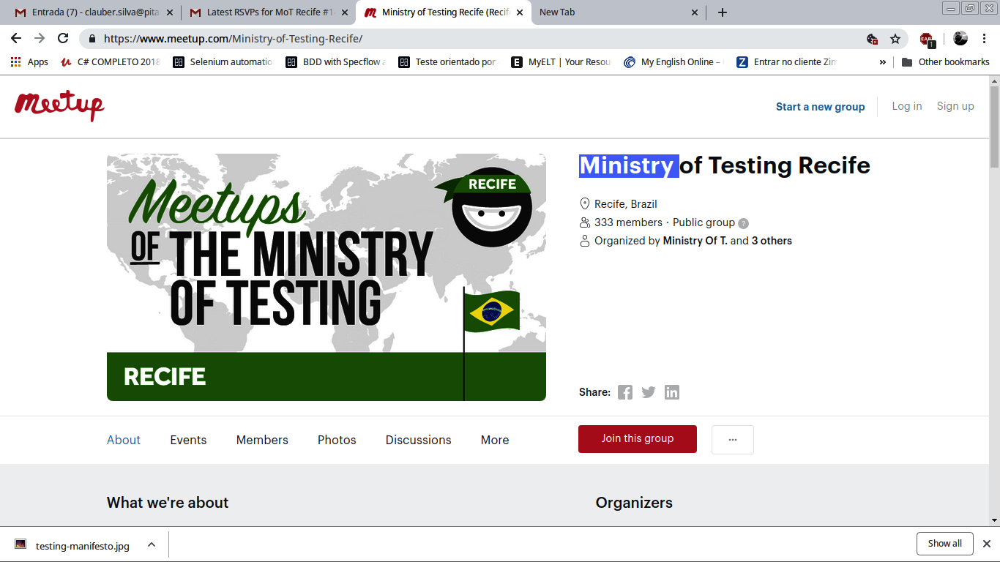 Entrada (7) - clauber.silva@pita
Latest RSVPs for MoT Recife #1
Ministry of Testing Recife (Recif
New Tab
https://www.meetup.com/Ministry-of-Testing-Recife/
1
Apps
C# COMPLETO 2018
Selenium automatio
BDD with Specflow a
Teste orientado por
MyELT | Your Resou
My English Online –
Entrar no cliente Zim
»
Other bookmarks
meetup
Start a new group
Log in
Sign up
Meetups
OF THE MINISTRY
OF TESTING
RECIFE
RECIFE
Ministry of Testing Recife
Recife, Brazil
333 members · Public group ?
Organized by Ministry Of T. and 3 others
Share:
About
Events
Members
Photos
Discussions
More
Join this group
...
What we're about
Organizers
testing-manifesto.jpg
Show all